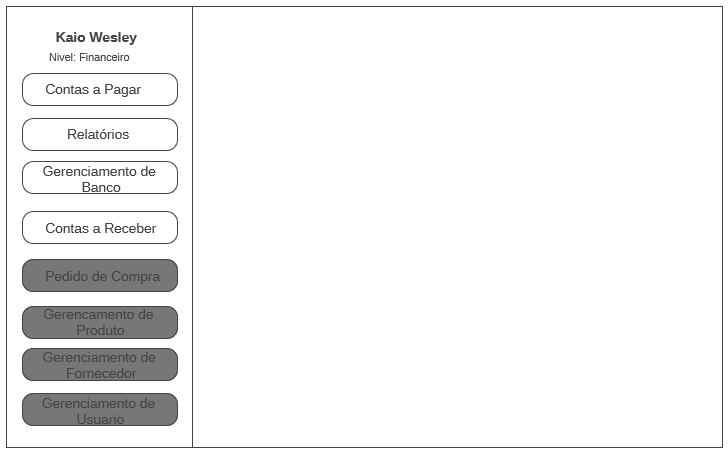 Kaio Wesley
Nivel: Financeiro
Contas a Pagar
Relatórios
Gerenciamento de
Banco
Contas a Receber
Pedido de Compra
Gerencamento de
Produto
Gerenciamento de
Fornecedor
Gerenciamento de
Usuario